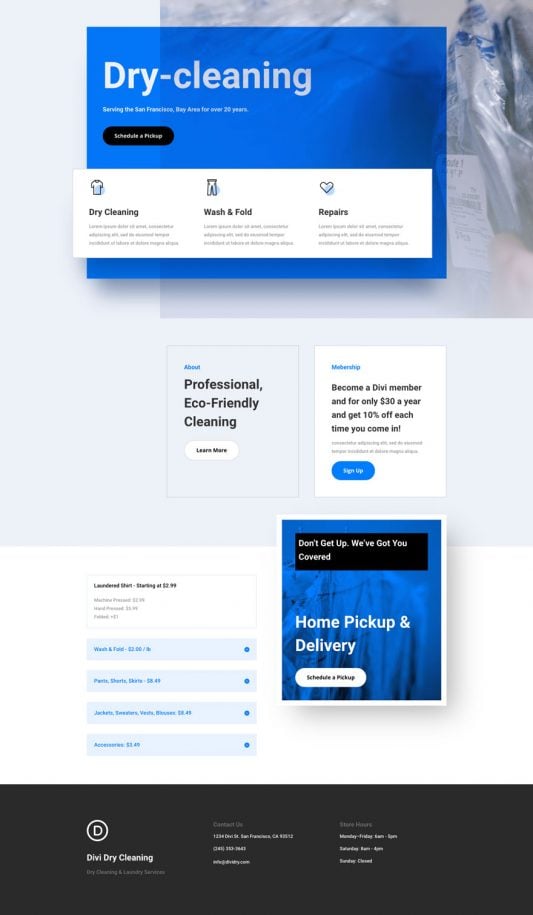 Dry-cleaning
Serving the San Francisco, Bay Area for over 20 years.
Schedule a Pickup
Route 1
Dry Cleaning
Lorem ipsum dolor sit amet, consectetur
adipiscing elit, sed do eiusmod tempor
incididunt ut labore et dolore magna aliqua.
Wash & Fold
Lorem ipsum dolor sit amet, consectetur
adipiscing elit, sed do eiusmod tempor
incididunt ut labore et dolore magna aliqua.
Repairs
Lorem ipsum dolor sit amet, consectetur
adipiscing elit, sed do eiusmod tempor
incididunt ut labore et dolore magna aliqua.
About
Professional,
Eco-Friendly
Cleaning
Learn More
Mebership
Become a Divi member
and for only $30 a year
and get 10% off each
time you come in!
consectetur adipiscing elit, sed do eiusmod
tempor incididunt et dolore magna aliqua.
Sign Up
Don't Get Up. We've Got You
Covered
Home Pickup &
Delivery
Schedule a Pickup
Laundered Shirt - Starting at $2.99
Machine Pressed: $2.99
Hand Pressed: $5.99
Folded: +$1
Wash & Fold - $2.00 / lb
Pants, Shorts, Skirts - $8.49
Jackets, Sweaters, Vests, Blouses: $8.49
Accessories: $3.49
D
Divi Dry Cleaning
Dry Cleaning & Laundry Services
Contact Us
1234 Divi St. San Francisco, CA 93512
(245) 353-3643
info@dividry.com
Store Hours
Monday–Friday: 6am - 5pm
Saturday: 8am - 4pm
Sunday: Closed